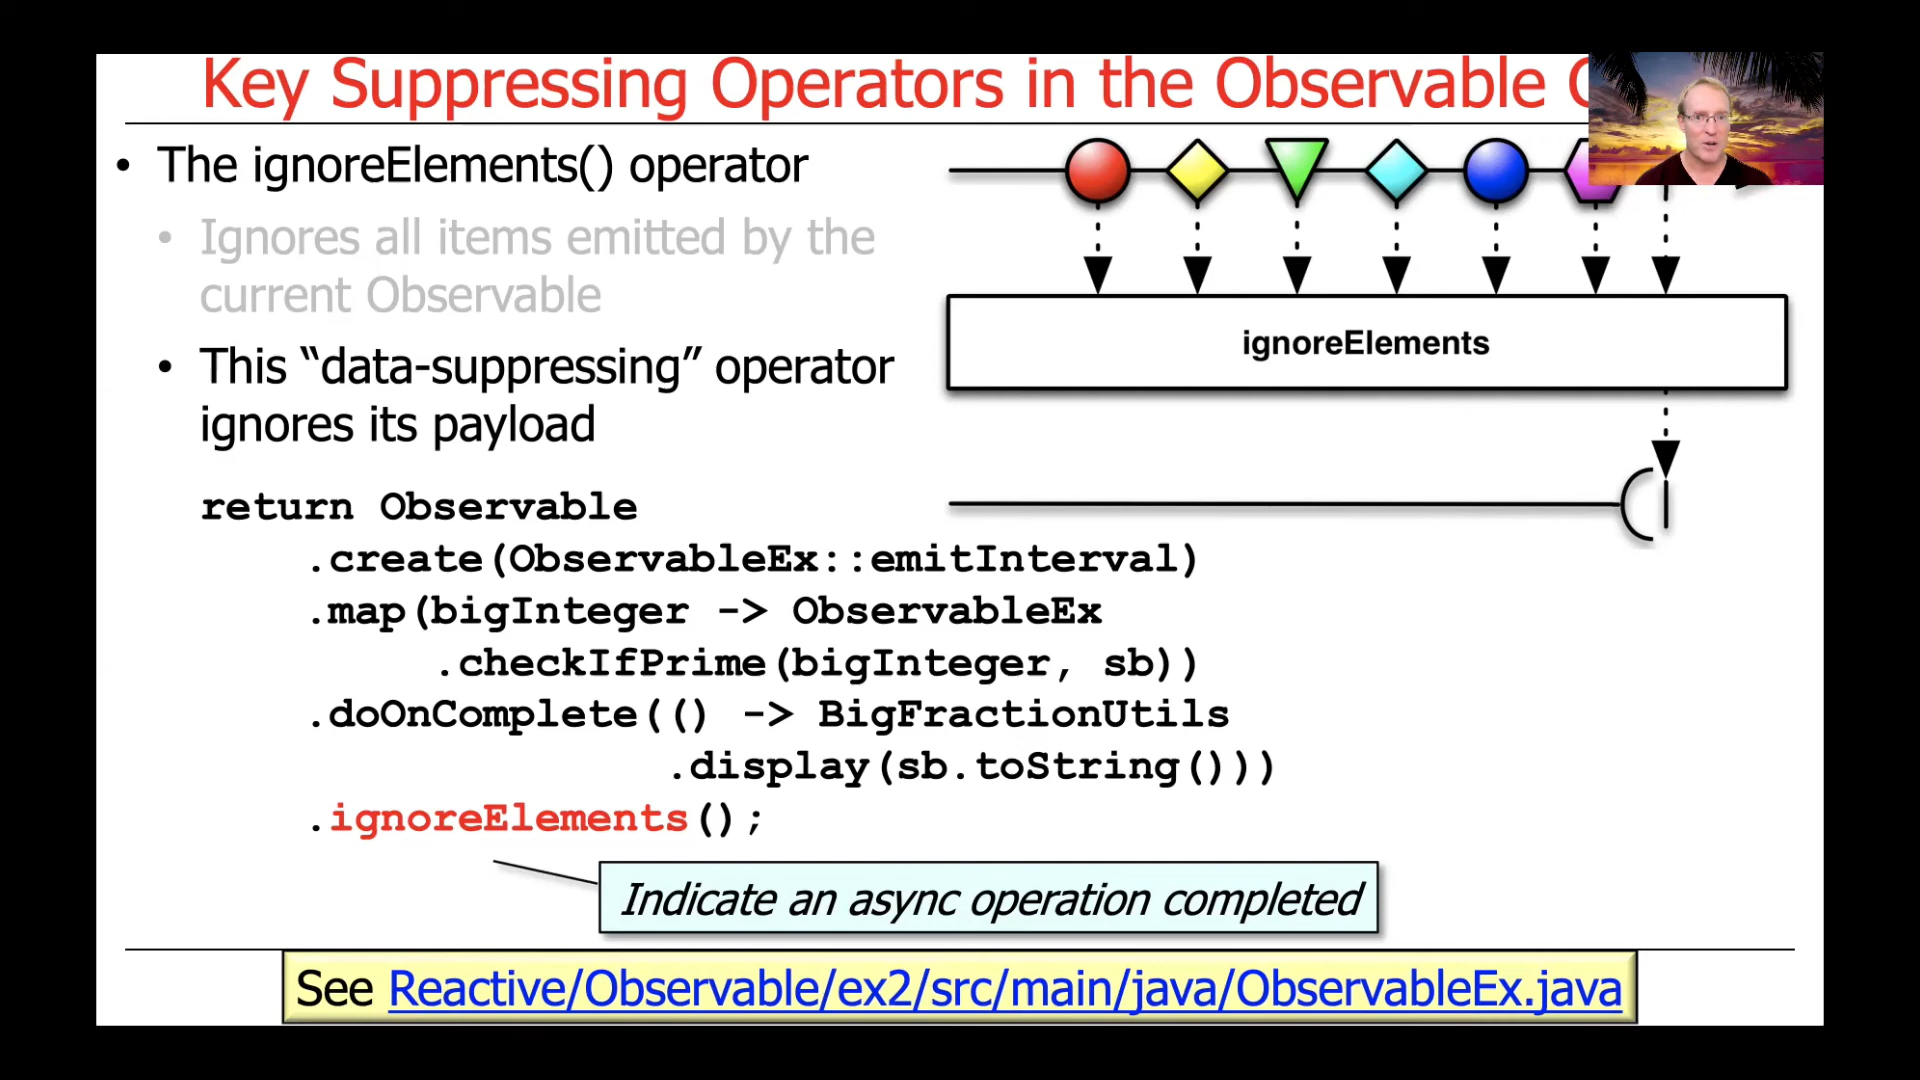 Key Suppressing Operators in the Observable
• The ignoreElements() operator
• Ignores all items emitted by the
current Observable
• This “data-suppressing” operator
ignores its payload
ignoreElements
return Observable
.create(ObservableEx::emitInterval)
.map(bigInteger -> ObservableEx
.checkIfPrime(bigInteger, sb))
.doOnComplete(() -> BigFractionUtils
.display(sb.toString()))
.ignoreElements();
Indicate an async operation completed
See Reactive/Observable/ex2/src/main/java/ObservableEx.java